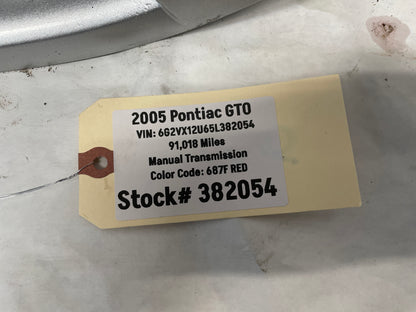 2005 Pontiac GTO
VIN: 6G2VX12U65L382054
91,018 Miles
Manual Transmission
Color Code: 687F RED
Stock# 382054